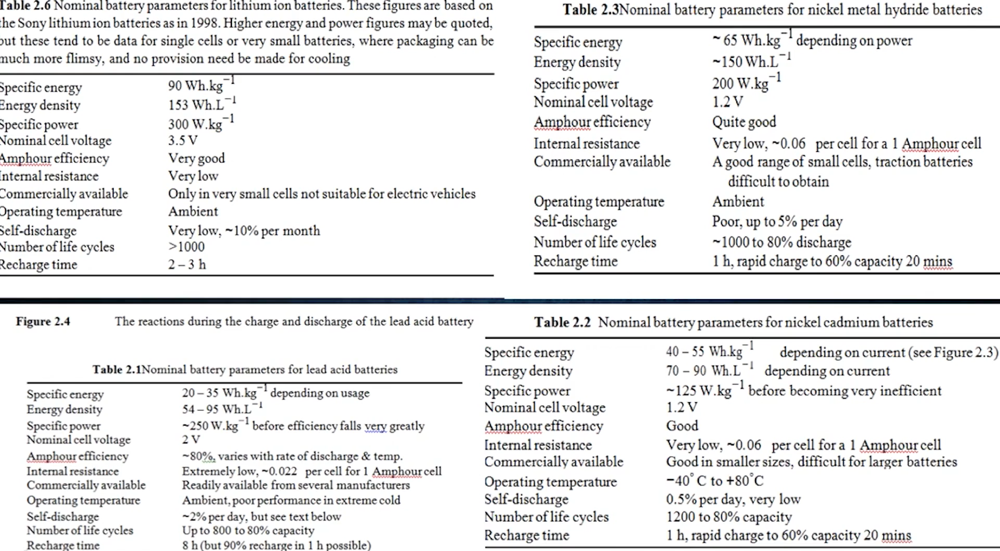 Table 2.6 Nominal battery parameters for lithium ion batteries. These figures are based on
the Sony lithium ion batteries as in 1998. Higher energy and power figures may be quoted,
but these tend to be data for single cells or very small batteries, where packaging can be
much more flimsy, and no provision need be made for cooling
Specific energy 90 Wh.kg⁻¹
Energy density 153 Wh.L⁻¹
Specific power 300 W.kg⁻¹
Nominal cell voltage 3.5 V
Amphour efficiency Very good
Internal resistance Very low
Commercially available Only in very small cells not suitable for electric vehicles
Operating temperature Ambient
Self-discharge Very low, ~10% per month
Number of life cycles >1000
Recharge time 2 – 3 h
Table 2.3Nominal battery parameters for nickel metal hydride batteries
Specific energy ~ 65 Wh.kg⁻¹ depending on power
Energy density ~150 Wh.L⁻¹
Specific power 200 W.kg⁻¹
Nominal cell voltage 1.2 V
Amphour efficiency Quite good
Internal resistance Very low, ~0.06 per cell for a 1 Amphour cell
Commercially available A good range of small cells, traction batteries
difficult to obtain
Operating temperature Ambient
Self-discharge Poor, up to 5% per day
Number of life cycles ~1000 to 80% discharge
Recharge time 1 h, rapid charge to 60% capacity 20 mins
Figure 2.4 The reactions during the charge and discharge of the lead acid battery
Table 2.1Nominal battery parameters for lead acid batteries
Specific energy 20 – 35 Wh.kg⁻¹ depending on usage
Energy density 54 – 95 Wh.L⁻¹
Specific power ~250 W.kg⁻¹ before efficiency falls very greatly
Nominal cell voltage 2 V
Amphour efficiency ~80%, varies with rate of discharge & temp.
Internal resistance Extremely low, ~0.022 per cell for 1 Amphour cell
Commercially available Readily available from several manufacturers
Operating temperature Ambient, poor performance in extreme cold
Self-discharge ~2% per day, but see text below
Number of life cycles Up to 800 to 80% capacity
Recharge time 8 h (but 90% recharge in 1 h possible)
Table 2.2 Nominal battery parameters for nickel cadmium batteries
Specific energy 40 – 55 Wh.kg⁻¹ depending on current (see Figure 2.3)
Energy density 70 – 90 Wh.L⁻¹ depending on current
Specific power ~125 W.kg⁻¹ before becoming very inefficient
Nominal cell voltage 1.2 V
Amphour efficiency Good
Internal resistance Very low, ~0.06 per cell for a 1 Amphour cell
Commercially available Good in smaller sizes, difficult for larger batteries
Operating temperature −40°C to +80°C
Self-discharge 0.5% per day, very low
Number of life cycles 1200 to 80% capacity
Recharge time 1 h, rapid charge to 60% capacity 20 mins